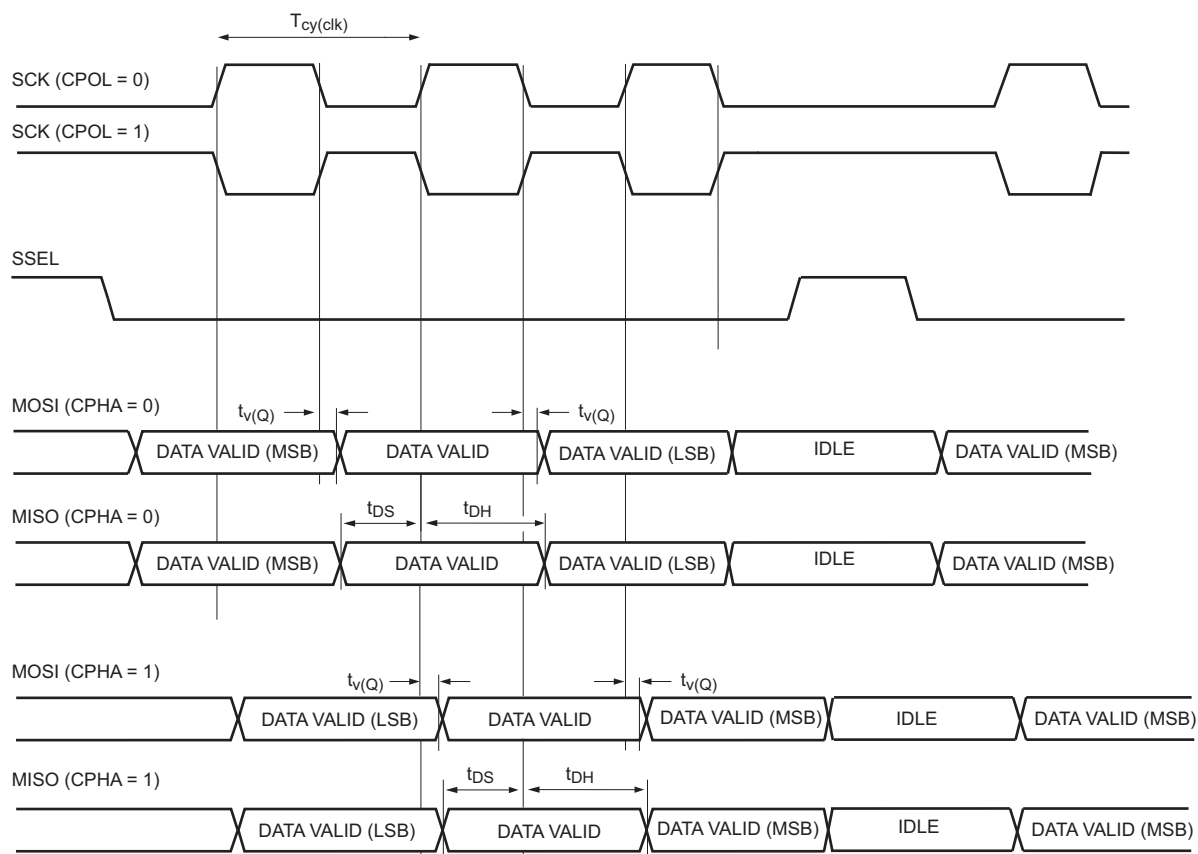 Tcy(clk)
SCK (CPOL = 0)
SCK (CPOL = 1)
SSEL
MOSI (CPHA = 0)
tv(Q) tv(Q)
DATA VALID (MSB) DATA VALID DATA VALID (LSB) IDLE DATA VALID (MSB)
tDS tDH
MISO (CPHA = 0)
DATA VALID (MSB) DATA VALID DATA VALID (LSB) IDLE DATA VALID (MSB)
MOSI (CPHA = 1)
tv(Q) tv(Q)
DATA VALID (LSB) DATA VALID DATA VALID (MSB) IDLE DATA VALID (MSB)
tDS tDH
MISO (CPHA = 1)
DATA VALID (LSB) DATA VALID DATA VALID (MSB) IDLE DATA VALID (MSB)